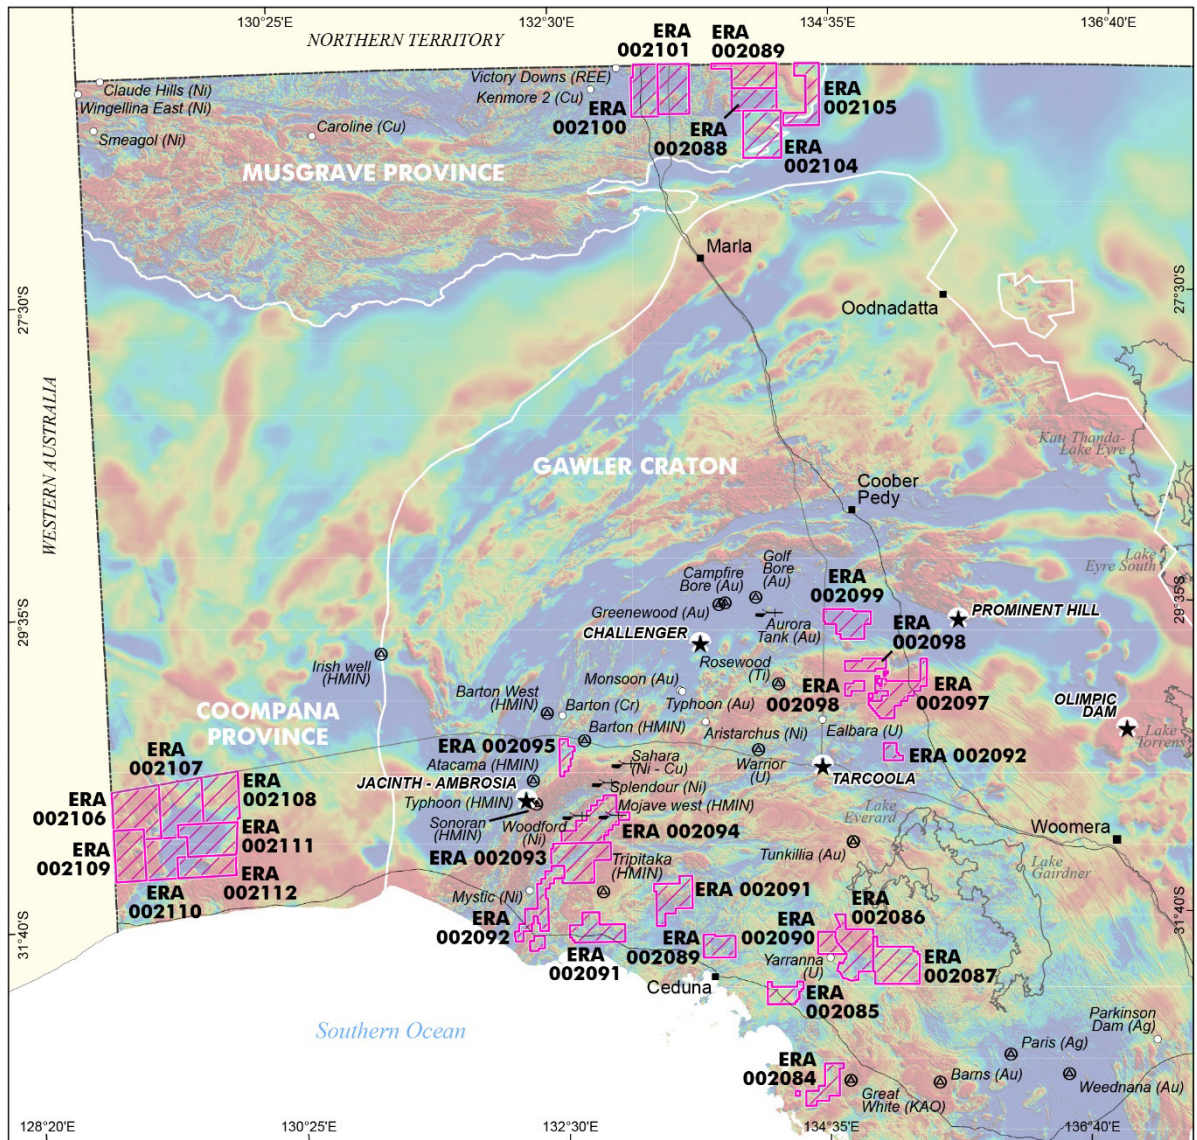 130°25'E
132°30'E
134°35'E
136°40'E
NORTHERN TERRITORY
ERA
002101
ERA
002089
Victory Downs (REE)
Claude Hills (Ni)
Kenmore 2 (Cu)
Wingellina East (Ni)
ERA
002105
ERA
002100
Smeagol (Ni)
Caroline (Cu)
ERA
002088
ERA
002104
MUSGRAVE PROVINCE
Marla
27°30'S
27°30'S
Oodnadatta
WESTERN AUSTRALIA
Kati Thanda-
Lake Eyre
GAWLER CRATON
Coober
Pedy
Lake
Eyre South
Golf
Bore
(Au)
Campfire
Bore (Au)
ERA
002099
29°35'S
29°35'S
Greenewood (Au)
PROMINENT HILL
Aurora
Tank (Au)
ERA
002098
CHALLENGER
Rosewood
(Ti)
Irish well
(HMIN)
Monsoon (Au)
ERA
002098
ERA
002097
Barton West
(HMIN)
Barton (Cr)
Typhoon (Au)
OLIMPIC
DAM
COOMPANA
PROVINCE
Barton (HMIN)
Aristarchus (Ni)
Ealbara (U)
Lake
Torrens
ERA 002095
ERA 002092
ERA
002107
Atacama (HMIN)
Sahara
(Ni - Cu)
Warrior
(U)
TARCOOLA
JACINTH - AMBROSIA
Splendour (Ni)
ERA
002108
ERA
002106
Typhoon (HMIN)
Mojave west (HMIN)
Lake
Everard
Sonoran
(HMIN)
Woodford
(Ni)
ERA 002094
Woomera
ERA
002111
ERA
002109
ERA 002093
Tripitaka
(HMIN)
Tunkillia (Au)
Lake
Gairdner
ERA
002112
ERA
002110
Mystic (Ni)
ERA 002091
ERA
002086
31°40'S
31°40'S
ERA
002092
ERA
002091
ERA
002089
ERA
002090
Yarranna
(U)
ERA
002087
Ceduna
ERA
002085
Southern Ocean
Parkinson
Dam (Ag)
Paris (Ag)
ERA
002084
Great
White (KAO)
Barns (Au)
Weednana (Au)
128°20'E
130°25'E
132°30'E
134°35'E
136°40'E